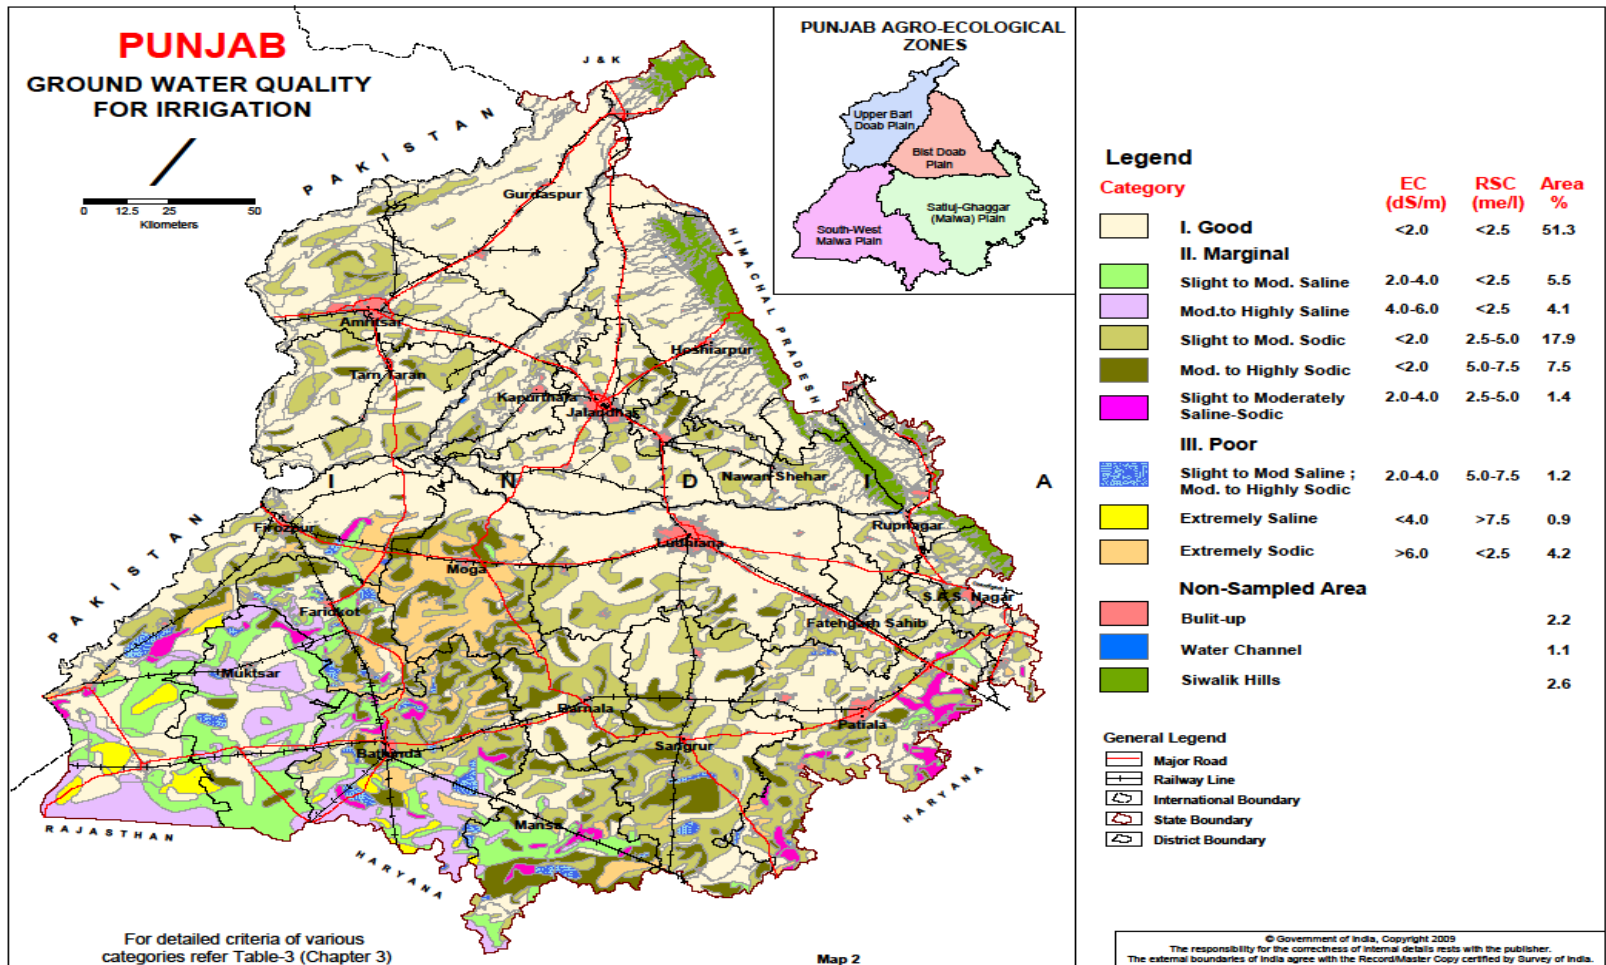 PUNJAB
GROUND WATER QUALITY
FOR IRRIGATION
0 12.5 25 50
Kilometers
PUNJAB AGRO-ECOLOGICAL
ZONES
Upper Bari
Doab Plain
Bist Doab
Plain
Satluj-Ghaggar
(Malwa) Plain
South-West
Malwa Plain
J & K
PAKISTAN
HIMACHAL PRADESH
Gurdaspur
Amritsar
Hoshiarpur
Tarn Taran
Kapurthala
Jalandhar
Nawan Shehar
I N D I A
PAKISTAN
Firozpur
Rupnagar
Ludhiana
Moga
S.A.S. Nagar
Faridkot
Fatehgarh Sahib
Muktsar
Barnala
Patiala
Sangrur
Bathinda
Mansa
RAJASTHAN
HARYANA
HARYANA
For detailed criteria of various
categories refer Table-3 (Chapter 3)
Map 2
Legend
Category EC (dS/m) RSC (me/l) Area %
I. Good <2.0 <2.5 51.3
II. Marginal
Slight to Mod. Saline 2.0-4.0 <2.5 5.5
Mod.to Highly Saline 4.0-6.0 <2.5 4.1
Slight to Mod. Sodic <2.0 2.5-5.0 17.9
Mod. to Highly Sodic <2.0 5.0-7.5 7.5
Slight to Moderately
Saline-Sodic 2.0-4.0 2.5-5.0 1.4
III. Poor
Slight to Mod Saline ;
Mod. to Highly Sodic 2.0-4.0 5.0-7.5 1.2
Extremely Saline <4.0 >7.5 0.9
Extremely Sodic >6.0 <2.5 4.2
Non-Sampled Area
Bulit-up 2.2
Water Channel 1.1
Siwalik Hills 2.6
General Legend
Major Road
Railway Line
International Boundary
State Boundary
District Boundary
© Government of India, Copyright 2009
The responsibility for the correctness of internal details rests with the publisher.
The external boundaries of India agree with the Record/Master Copy certified by Survey of India.